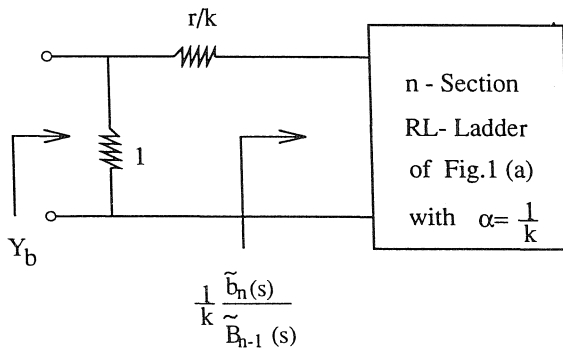 r/k
n - Section
RL- Ladder
of Fig.1 (a)
with α= 1/k
1
Y_b
1/k b̃_n(s)/B̃_{n-1}(s)